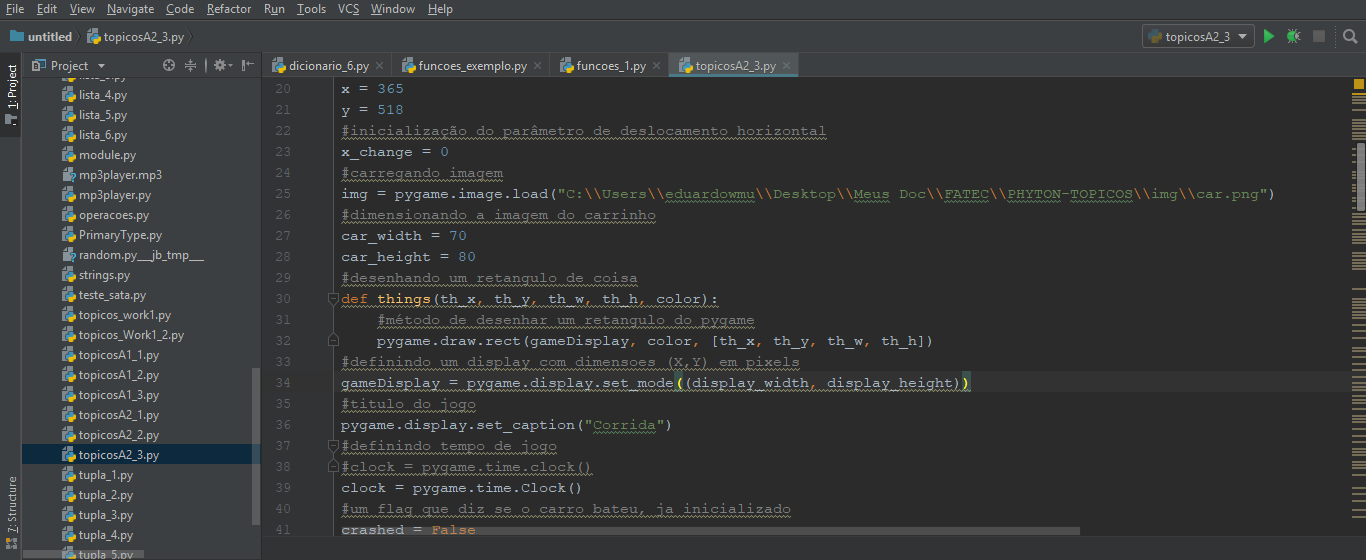 File Edit View Navigate Code Refactor Run Tools VCS Window Help
untitled topicosA2_3.py topicosA2_3
1: Project
7: Structure
Project
lista_4.py
lista_5.py
lista_6.py
module.py
mp3player.mp3
mp3player.py
operacoes.py
PrimaryType.py
random.py___jb_tmp___
strings.py
teste_sata.py
topicos_work1.py
topicos_Work1_2.py
topicosA1_1.py
topicosA1_2.py
topicosA1_3.py
topicosA2_1.py
topicosA2_2.py
topicosA2_3.py
tupla_1.py
tupla_2.py
tupla_3.py
tupla_4.py
tupla_5.py
dicionario_6.py funcoes_exemplo.py funcoes_1.py topicosA2_3.py
20 x = 365
21 y = 518
22 #inicialização do parâmetro de deslocamento horizontal
23 x_change = 0
24 #carregando imagem
25 img = pygame.image.load("C:\\Users\\eduardowmu\\Desktop\\Meus Doc\\FATEC\\PHYTON-TOPICOS\\img\\car.png")
26 #dimensionando a imagem do carrinho
27 car_width = 70
28 car_height = 80
29 #desenhando um retangulo de coisa
30 def things(th_x, th_y, th_w, th_h, color):
31 #método de desenhar um retangulo do pygame
32 pygame.draw.rect(gameDisplay, color, [th_x, th_y, th_w, th_h])
33 #definindo um display com dimensoes (X,Y) em pixels
34 gameDisplay = pygame.display.set_mode((display_width, display_height))
35 #titulo do jogo
36 pygame.display.set_caption("Corrida")
37 #definindo tempo de jogo
38 #clock = pygame.time.clock()
39 clock = pygame.time.Clock()
40 #um flag que diz se o carro bateu, ja inicializado
41 crashed = False